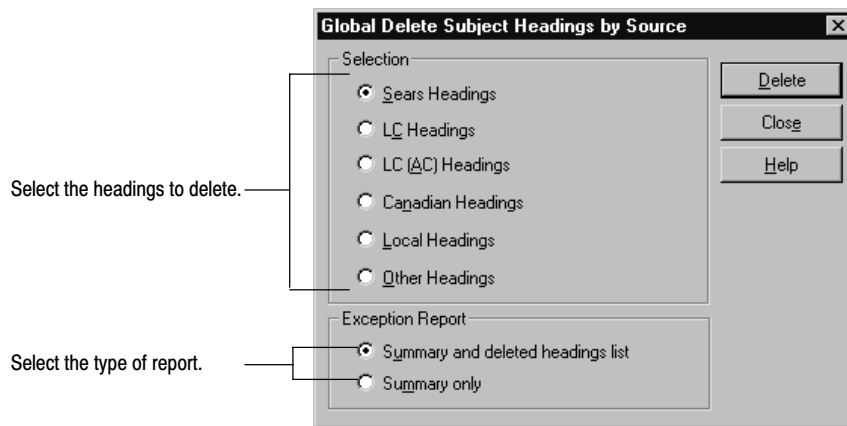 Global Delete Subject Headings by Source
Selection
Sears Headings
LC Headings
LC (AC) Headings
Canadian Headings
Local Headings
Other Headings
Delete
Close
Help
Select the headings to delete.
Exception Report
Summary and deleted headings list
Summary only
Select the type of report.